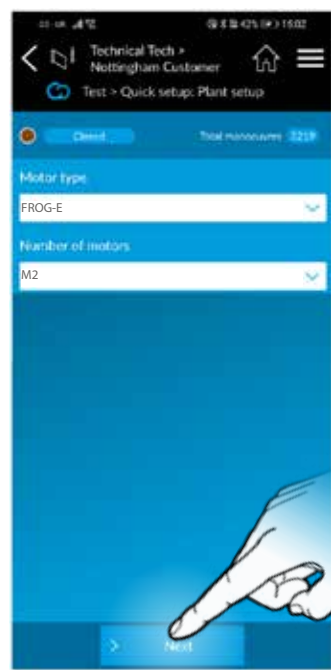 42% 15:02
Technical Tech >
Nottingham Customer
Test > Quick setup: Plant setup
Closed Total manoeuvres 3219
Motor type
FROG-E
Number of motors
M2
> Next